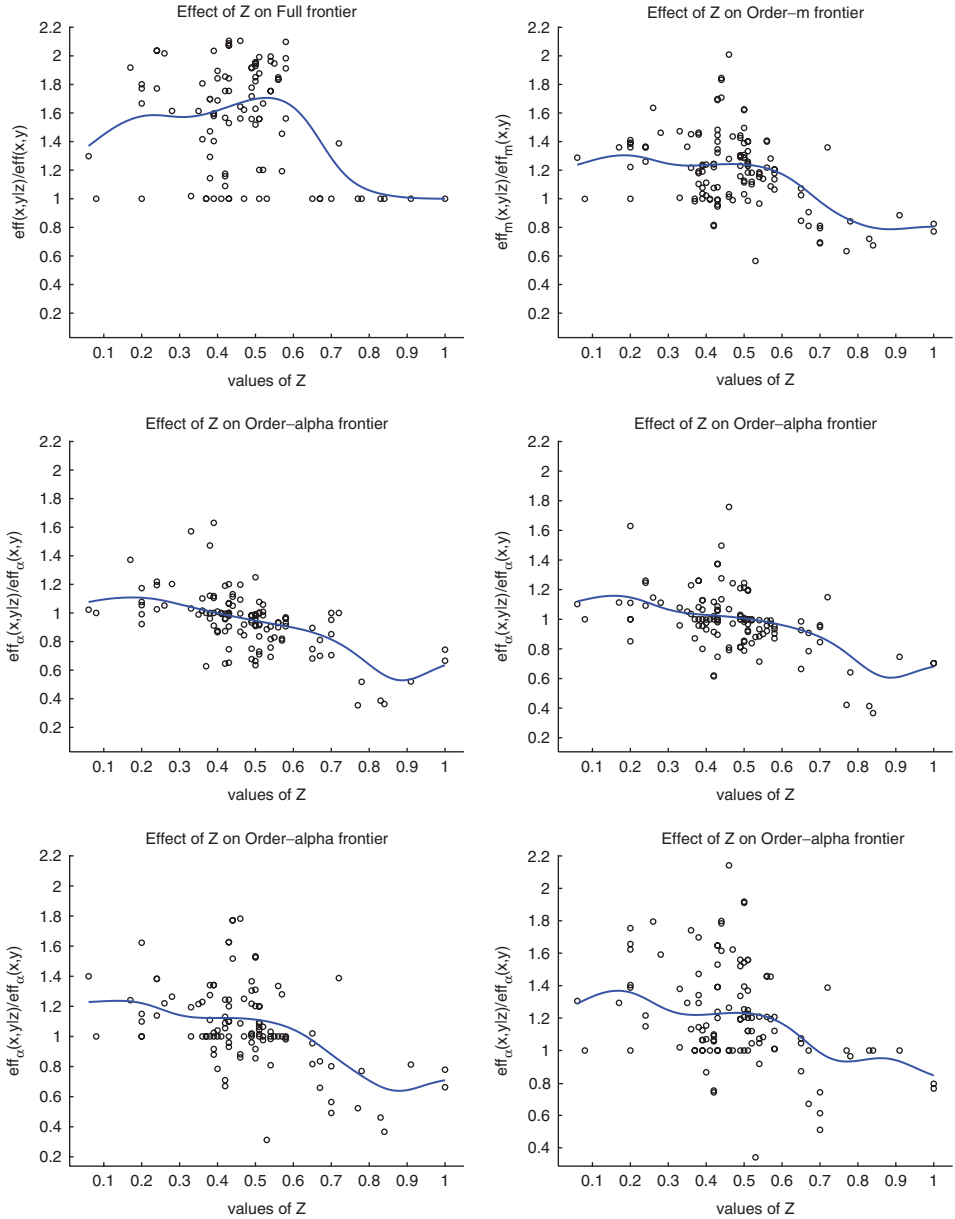 Effect of Z on Full frontier
eff(x,y|z)/eff(x,y)
2.2
2
1.8
1.6
1.4
1.2
1
0.8
0.6
0.4
0.2
0.1 0.2 0.3 0.4 0.5 0.6 0.7 0.8 0.9 1
values of Z
Effect of Z on Order–m frontier
effm(x,y|z)/effm(x,y)
2.2
2
1.8
1.6
1.4
1.2
1
0.8
0.6
0.4
0.2
0.1 0.2 0.3 0.4 0.5 0.6 0.7 0.8 0.9 1
values of Z
Effect of Z on Order–alpha frontier
effα(x,y|z)/effα(x,y)
2.2
2
1.8
1.6
1.4
1.2
1
0.8
0.6
0.4
0.2
0.1 0.2 0.3 0.4 0.5 0.6 0.7 0.8 0.9 1
values of Z
Effect of Z on Order–alpha frontier
effα(x,y|z)/effα(x,y)
2.2
2
1.8
1.6
1.4
1.2
1
0.8
0.6
0.4
0.2
0.1 0.2 0.3 0.4 0.5 0.6 0.7 0.8 0.9 1
values of Z
Effect of Z on Order–alpha frontier
effα(x,y|z)/effα(x,y)
2.2
2
1.8
1.6
1.4
1.2
1
0.8
0.6
0.4
0.2
0.1 0.2 0.3 0.4 0.5 0.6 0.7 0.8 0.9 1
values of Z
Effect of Z on Order–alpha frontier
effα(x,y|z)/effα(x,y)
2.2
2
1.8
1.6
1.4
1.2
1
0.8
0.6
0.4
0.1 0.2 0.3 0.4 0.5 0.6 0.7 0.8 0.9 1
values of Z